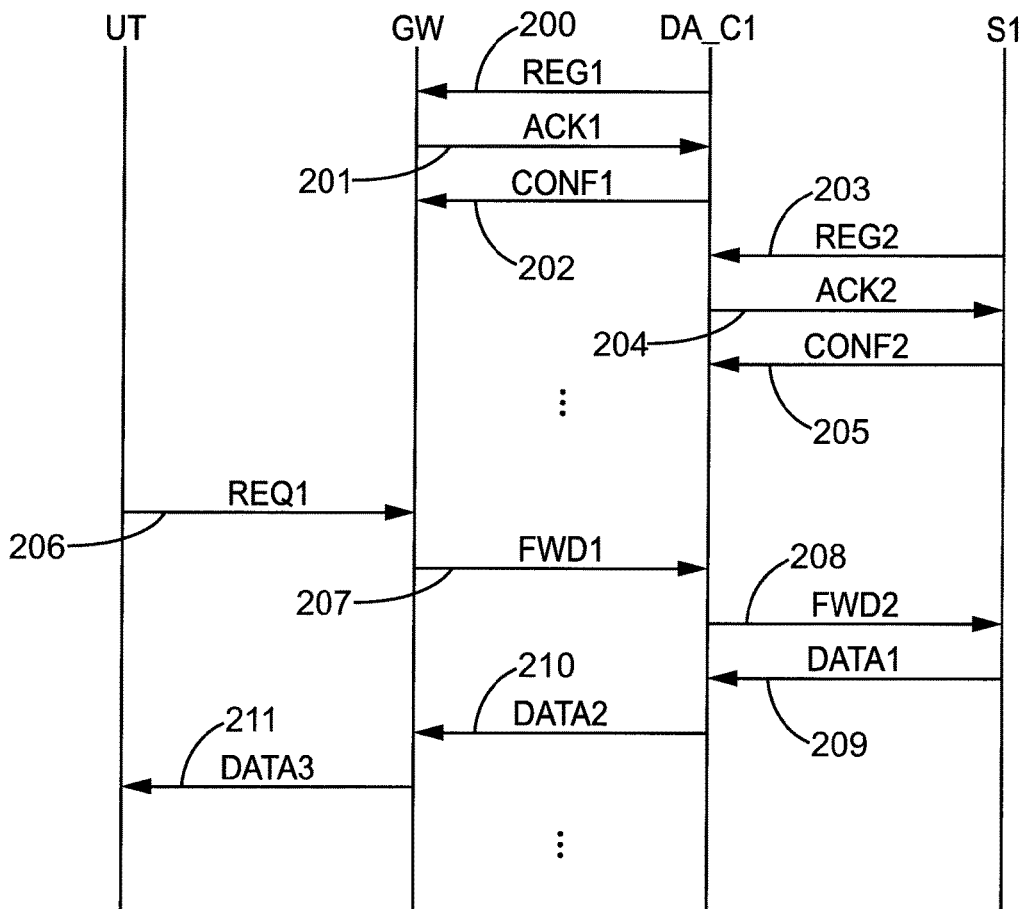 UT GW DA_C1 S1
200
REG1
ACK1
201
CONF1
202
203
REG2
ACK2
204
CONF2
205
REQ1
206
FWD1
207
208
FWD2
DATA1
209
210
DATA2
211
DATA3